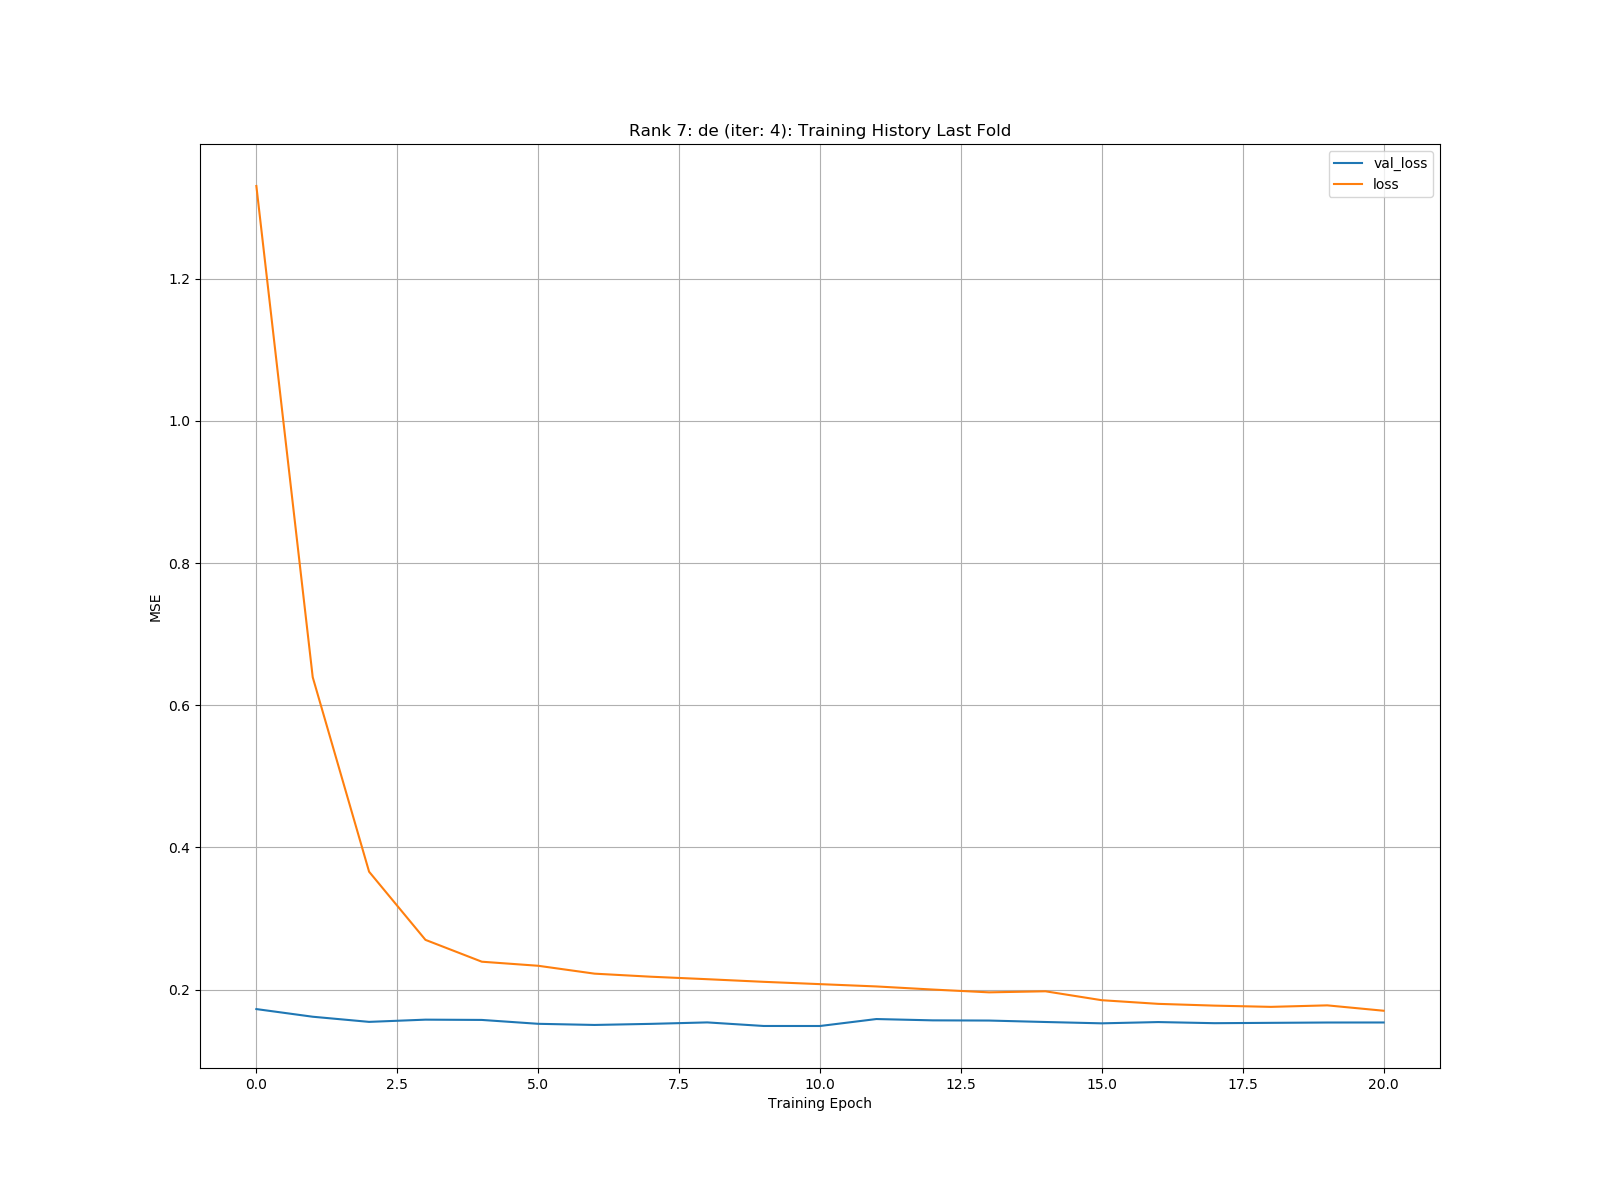 Rank 7: de (iter: 4): Training History Last Fold
val_loss
loss
1.2
1.0
0.8
0.6
0.4
0.2
MSE
0.0 2.5 5.0 7.5 10.0 12.5 15.0 17.5 20.0
Training Epoch